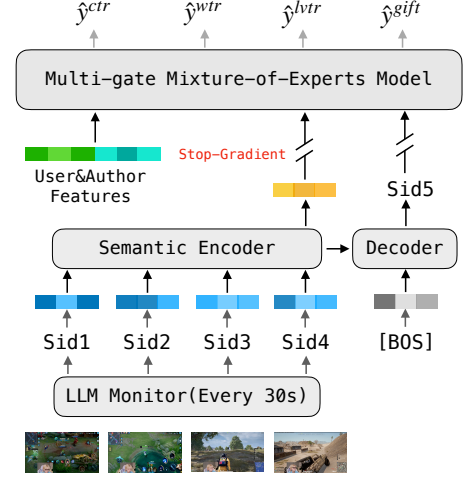 ŷ^ctr ŷ^wtr ŷ^lvtr ŷ^gift
Multi-gate Mixture-of-Experts Model
Stop-Gradient
User&Author
Features
Sid5
Semantic Encoder
Decoder
Sid1 Sid2 Sid3 Sid4 [BOS]
LLM Monitor(Every 30s)